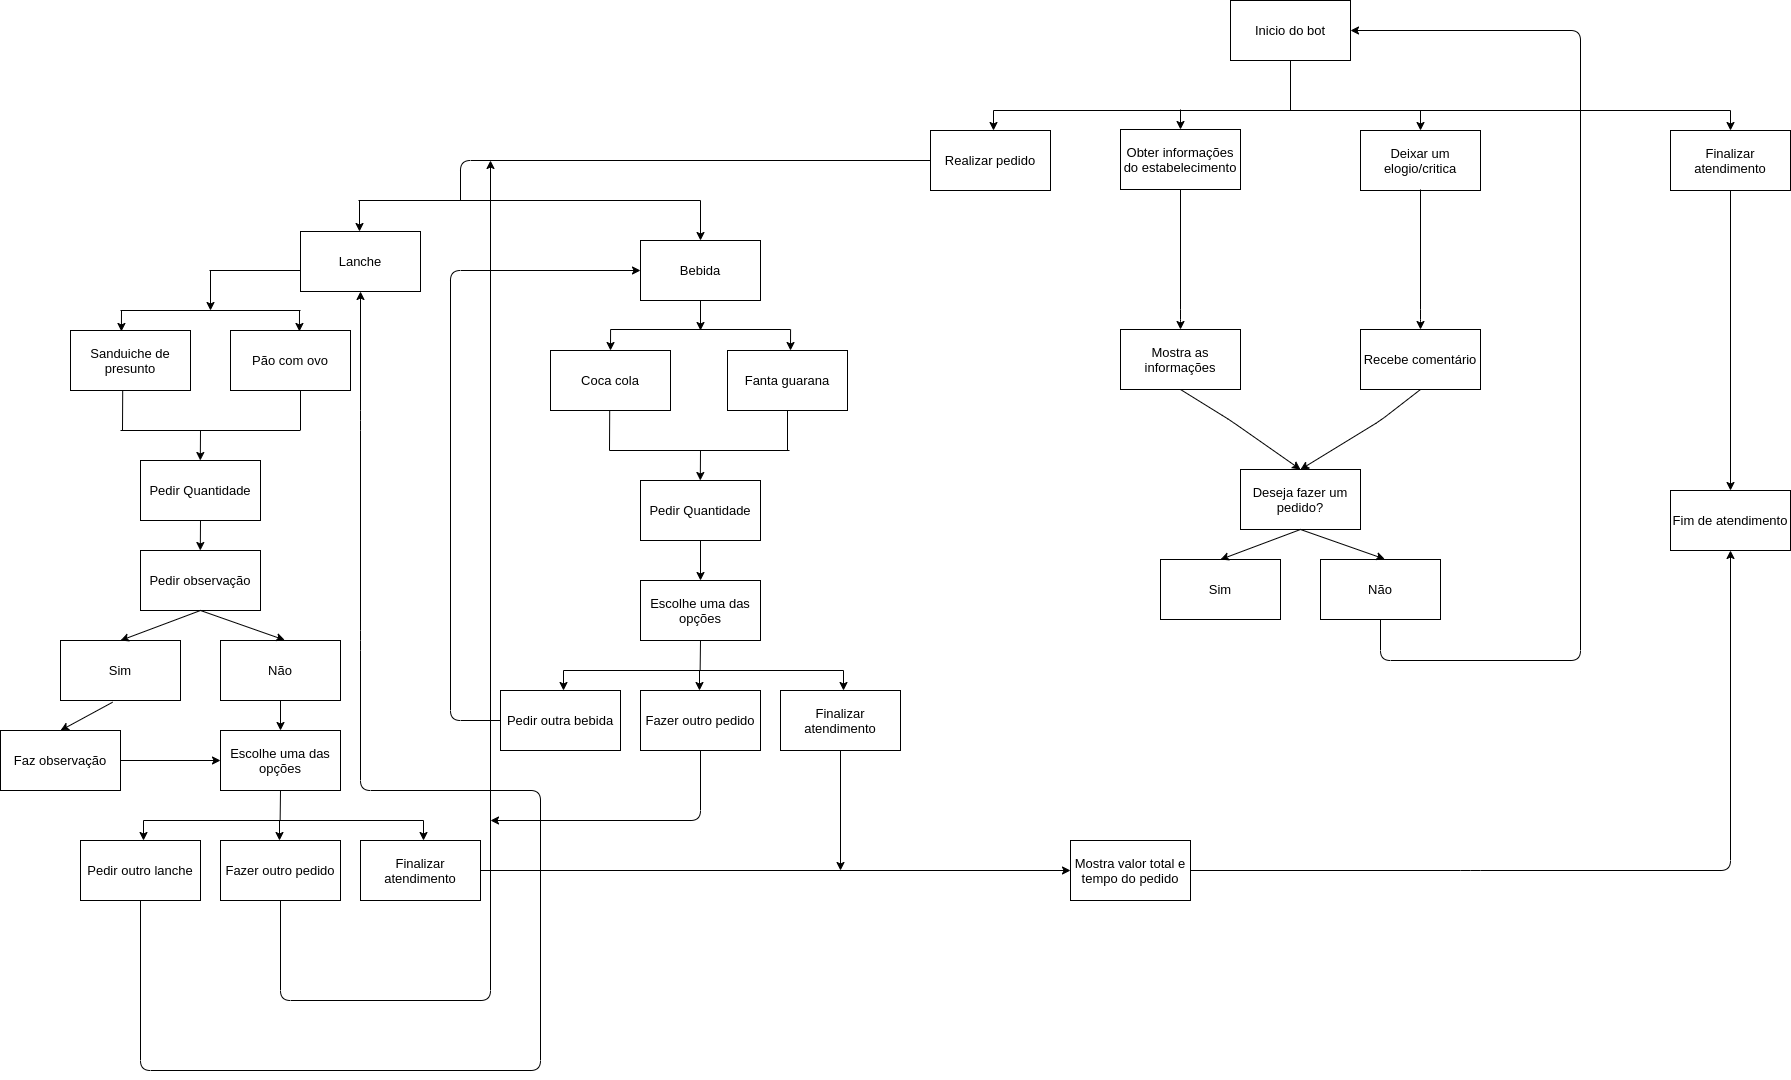 Inicio do bot
Realizar pedido
Obter informações
do estabelecimento
Deixar um
elogio/critica
Finalizar
atendimento
Lanche
Bebida
Sanduiche de
presunto
Pão com ovo
Coca cola
Fanta guarana
Mostra as
informações
Recebe comentário
Pedir Quantidade
Pedir Quantidade
Deseja fazer um
pedido?
Fim de atendimento
Pedir observação
Escolhe uma das
opções
Sim
Não
Sim
Não
Pedir outra bebida
Fazer outro pedido
Finalizar
atendimento
Faz observação
Escolhe uma das
opções
Pedir outro lanche
Fazer outro pedido
Finalizar
atendimento
Mostra valor total e
tempo do pedido